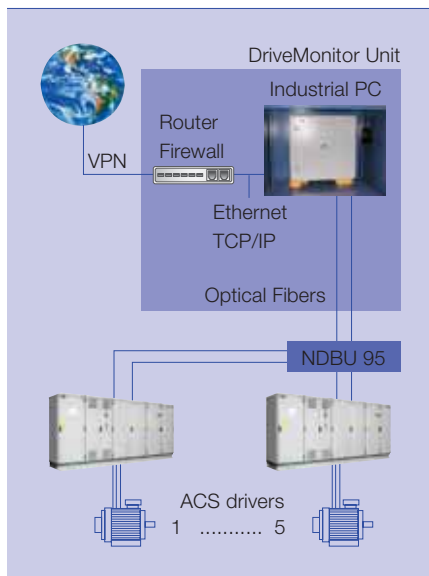 DriveMonitor Unit
Industrial PC
Router
Firewall
VPN
Ethernet
TCP/IP
Optical Fibers
NDBU 95
ACS drivers
1 ........... 5